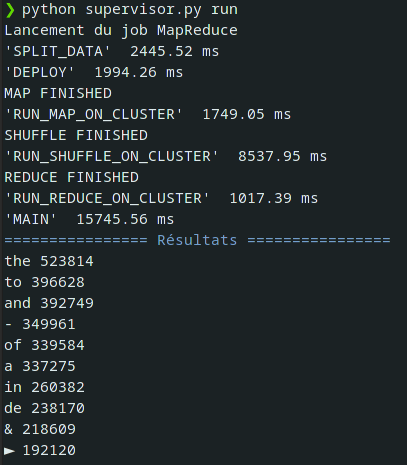 ❯ python supervisor.py run
Lancement du job MapReduce
'SPLIT_DATA'  2445.52 ms
'DEPLOY'  1994.26 ms
MAP FINISHED
'RUN_MAP_ON_CLUSTER'  1749.05 ms
SHUFFLE FINISHED
'RUN_SHUFFLE_ON_CLUSTER'  8537.95 ms
REDUCE FINISHED
'RUN_REDUCE_ON_CLUSTER'  1017.39 ms
'MAIN'  15745.56 ms
================ Résultats ================
the 523814
to 396628
and 392749
- 349961
of 339584
a 337275
in 260382
de 238170
& 218609
► 192120